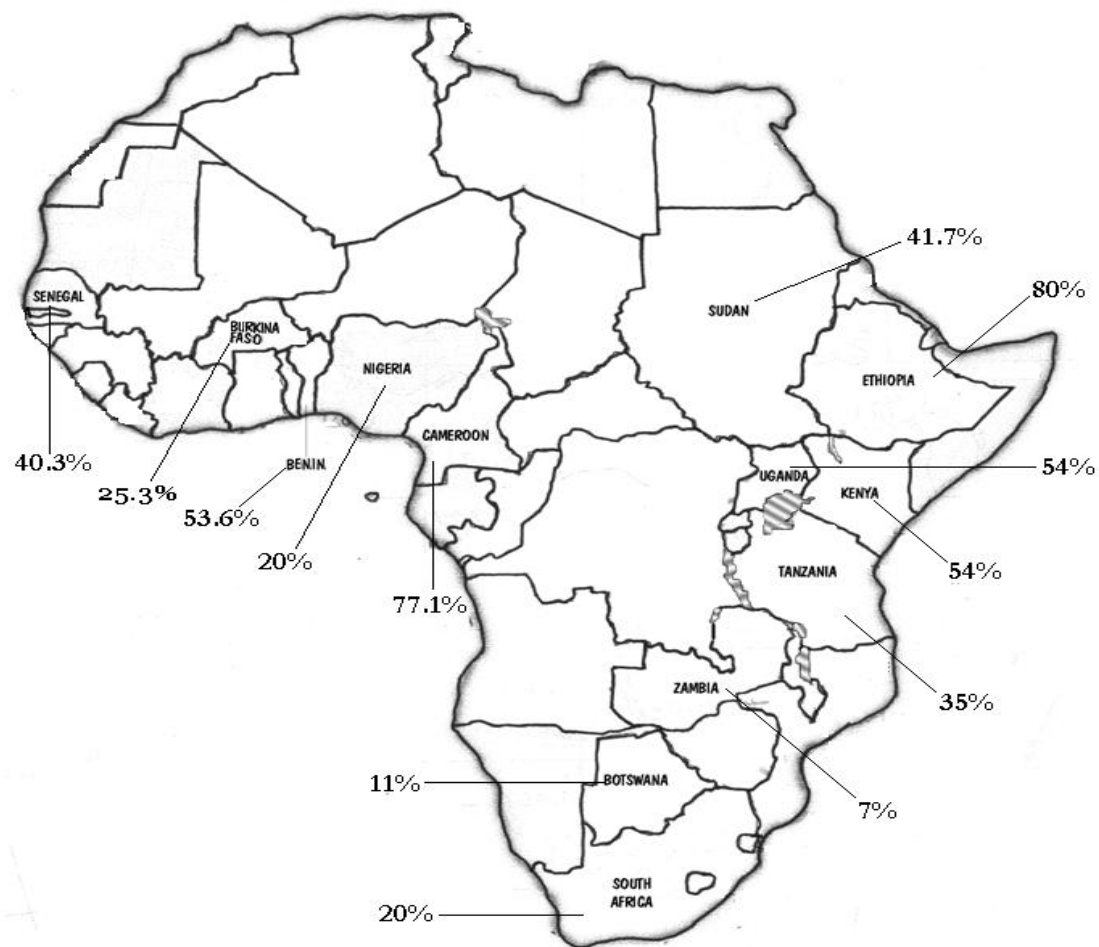 41.7%
80%
SENEGAL
SUDAN
BURKINA
FASO
NIGERIA
ETHIOPIA
CAMEROON
40.3%
BENIN
UGANDA
54%
25.3%
KENYA
53.6%
20%
TANZANIA
54%
77.1%
ZAMBIA
35%
11%
BOTSWANA
7%
SOUTH
AFRICA
20%